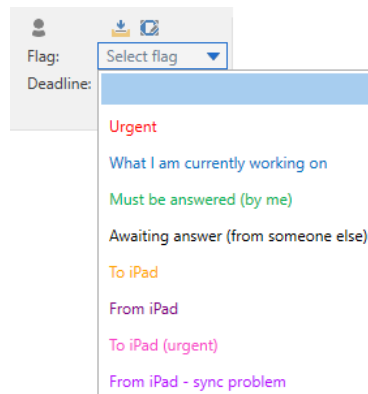 Flag:
Select flag
Deadline:
Urgent
What I am currently working on
Must be answered (by me)
Awaiting answer (from someone else)
To iPad
From iPad
To iPad (urgent)
From iPad - sync problem